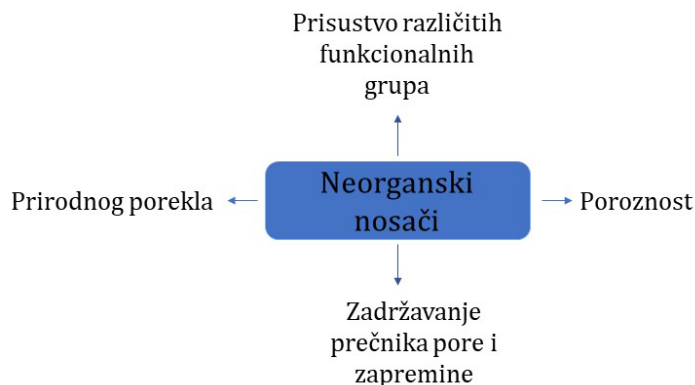 Prisustvo različitih
funkcionalnih
grupa
Prirodnog porekla
Neorganski
nosači
Poroznost
Zadržavanje
prečnika pore i
zapremine